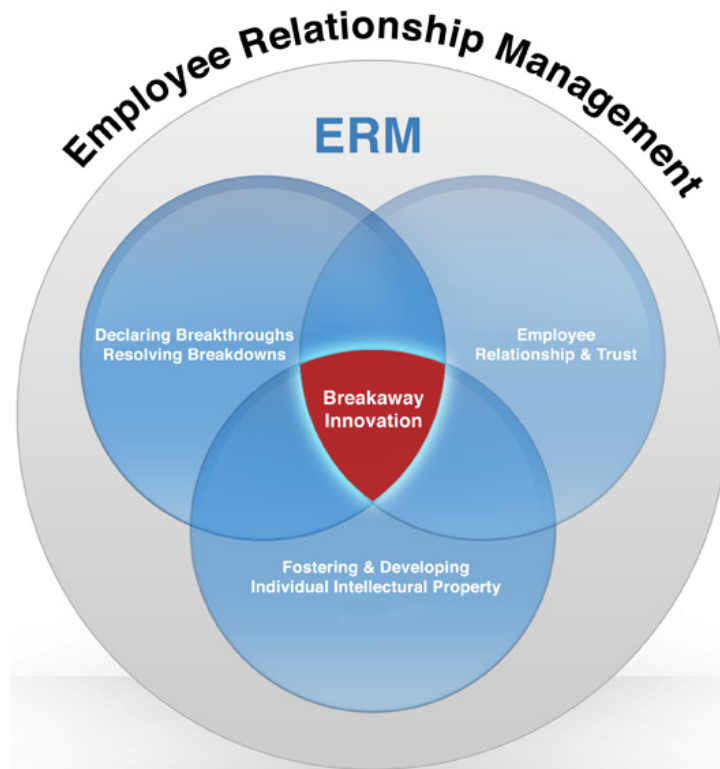 Employee Relationship Management
ERM
Declaring Breakthroughs
Resolving Breakdowns
Employee
Relationship & Trust
Breakaway
Innovation
Fostering & Developing
Individual Intellectural Property